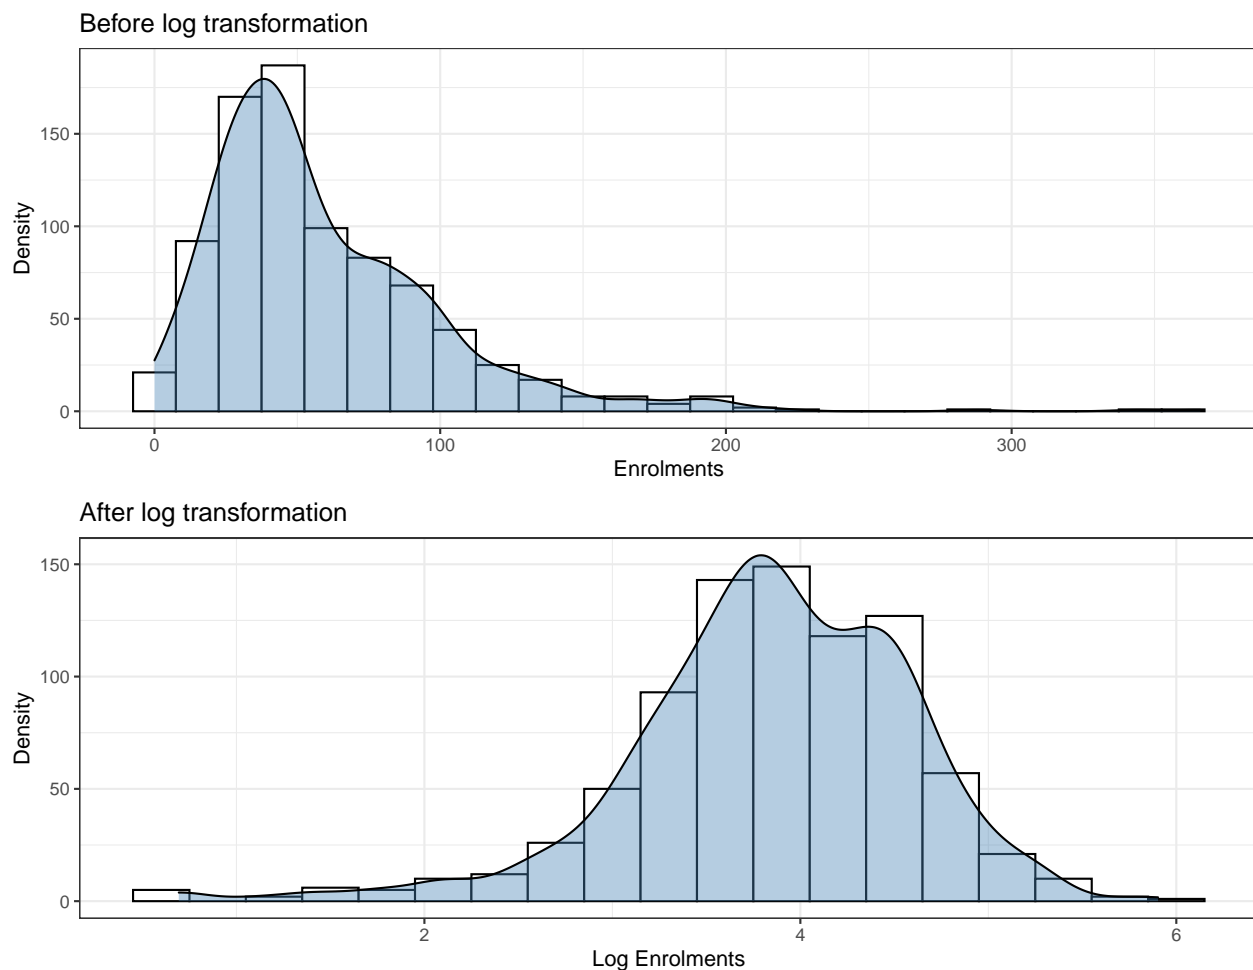 Before log transformation
150
100
50
0
Density
0 100 200 300
Enrolments
After log transformation
150
100
50
0
Density
2 4 6
Log Enrolments